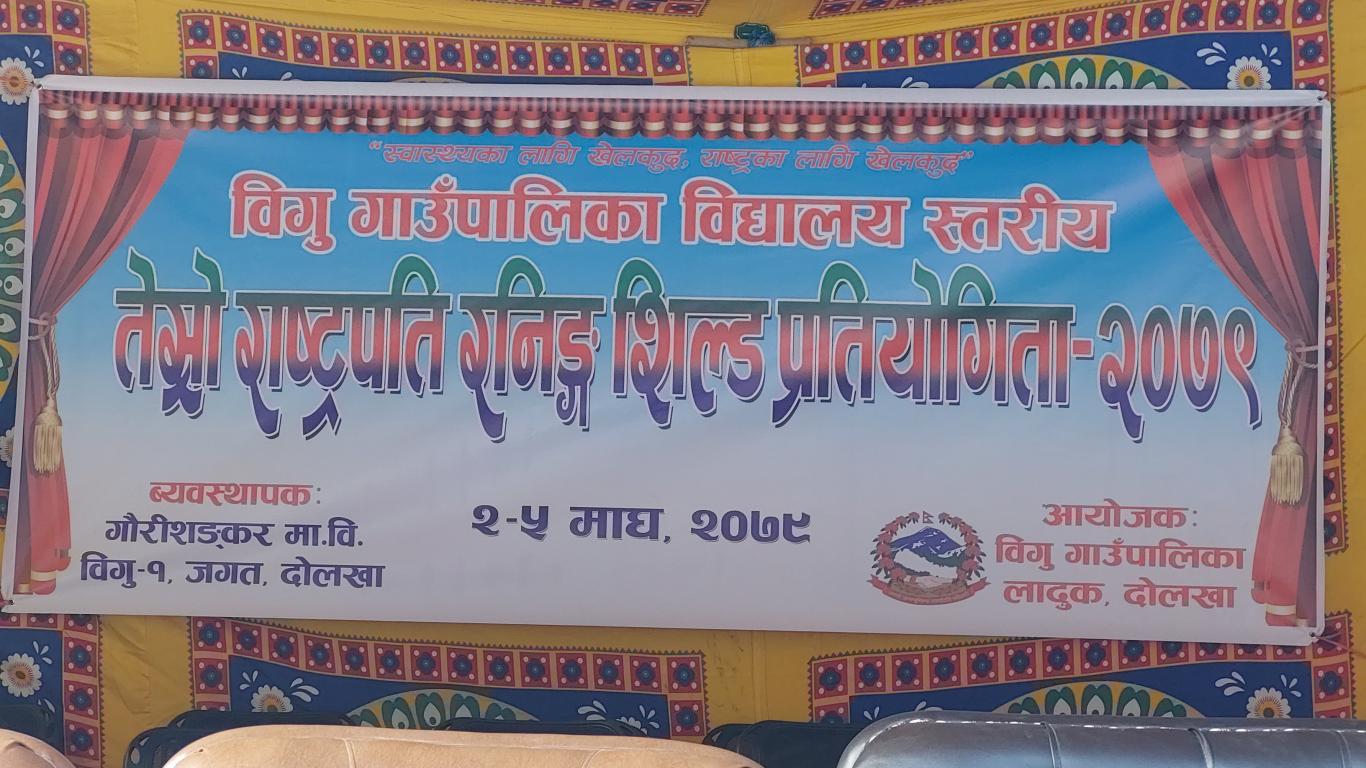 "स्वास्थ्यका लागि खेलकुद, राष्ट्रका लागि खेलकुद"
विगु गाउँपालिका विद्यालय स्तरीय
तेस्रो राष्ट्रपति रनिङ्ग शिल्ड प्रतियोगिता-२०७९
ब्यवस्थापक:
गौरीशङ्कर मा.वि.
विगु-१, जगत, दोलखा
२-५ माघ, २०७९
आयोजक:
विगु गाउँपालिका
लादुक, दोलखा